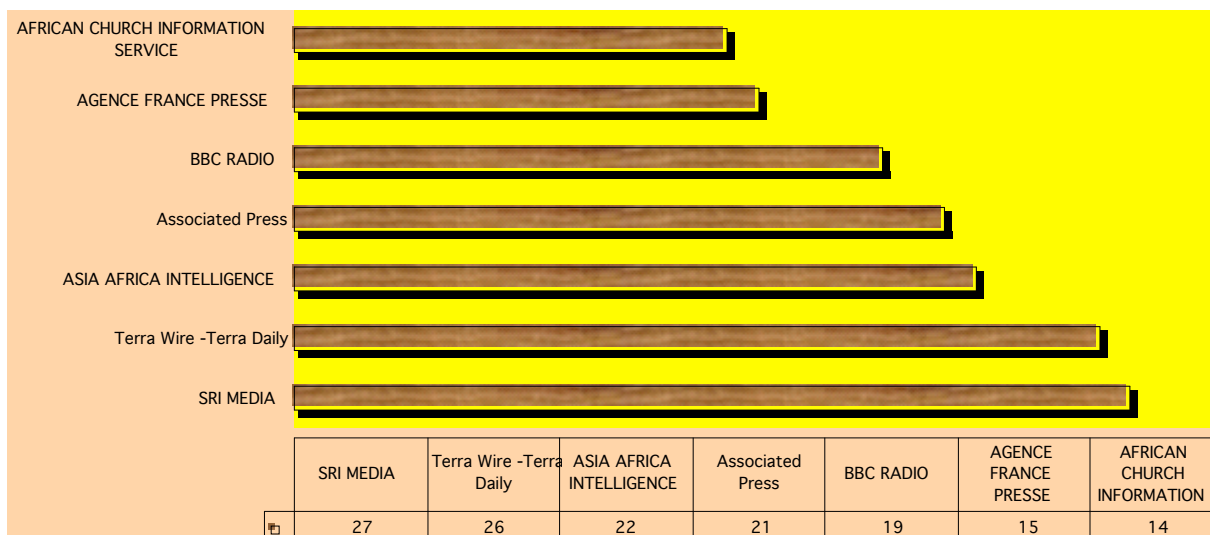 AFRICAN CHURCH INFORMATION
SERVICE
AGENCE FRANCE PRESSE
BBC RADIO
Associated Press
ASIA AFRICA INTELLIGENCE
Terra Wire -Terra Daily
SRI MEDIA
SRI MEDIA
Terra Wire -Terra
Daily
ASIA AFRICA
INTELLIGENCE
Associated
Press
BBC RADIO
AGENCE
FRANCE
PRESSE
AFRICAN
CHURCH
INFORMATION
27 26 22 21 19 15 14